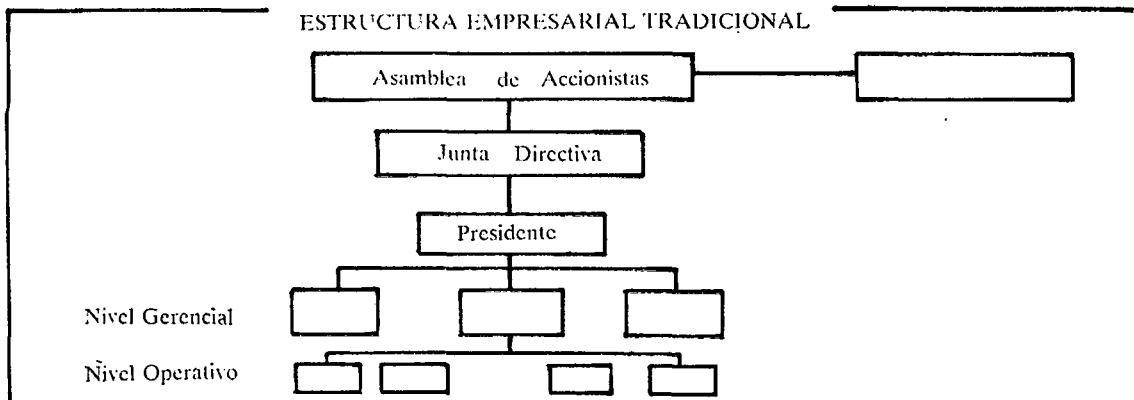 ESTRUCTURA EMPRESARIAL TRADICIONAL
Asamblea de Accionistas
Junta Directiva
Presidente
Nivel Gerencial
Nivel Operativo